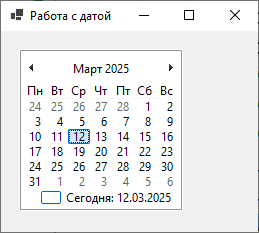 Работа с датой
Март 2025
Пн Вт Ср Чт Пт Сб Вс
24 25 26 27 28 1 2
3 4 5 6 7 8 9
10 11 12 13 14 15 16
17 18 19 20 21 22 23
24 25 26 27 28 29 30
31 1 2 3 4 5 6
Сегодня: 12.03.2025